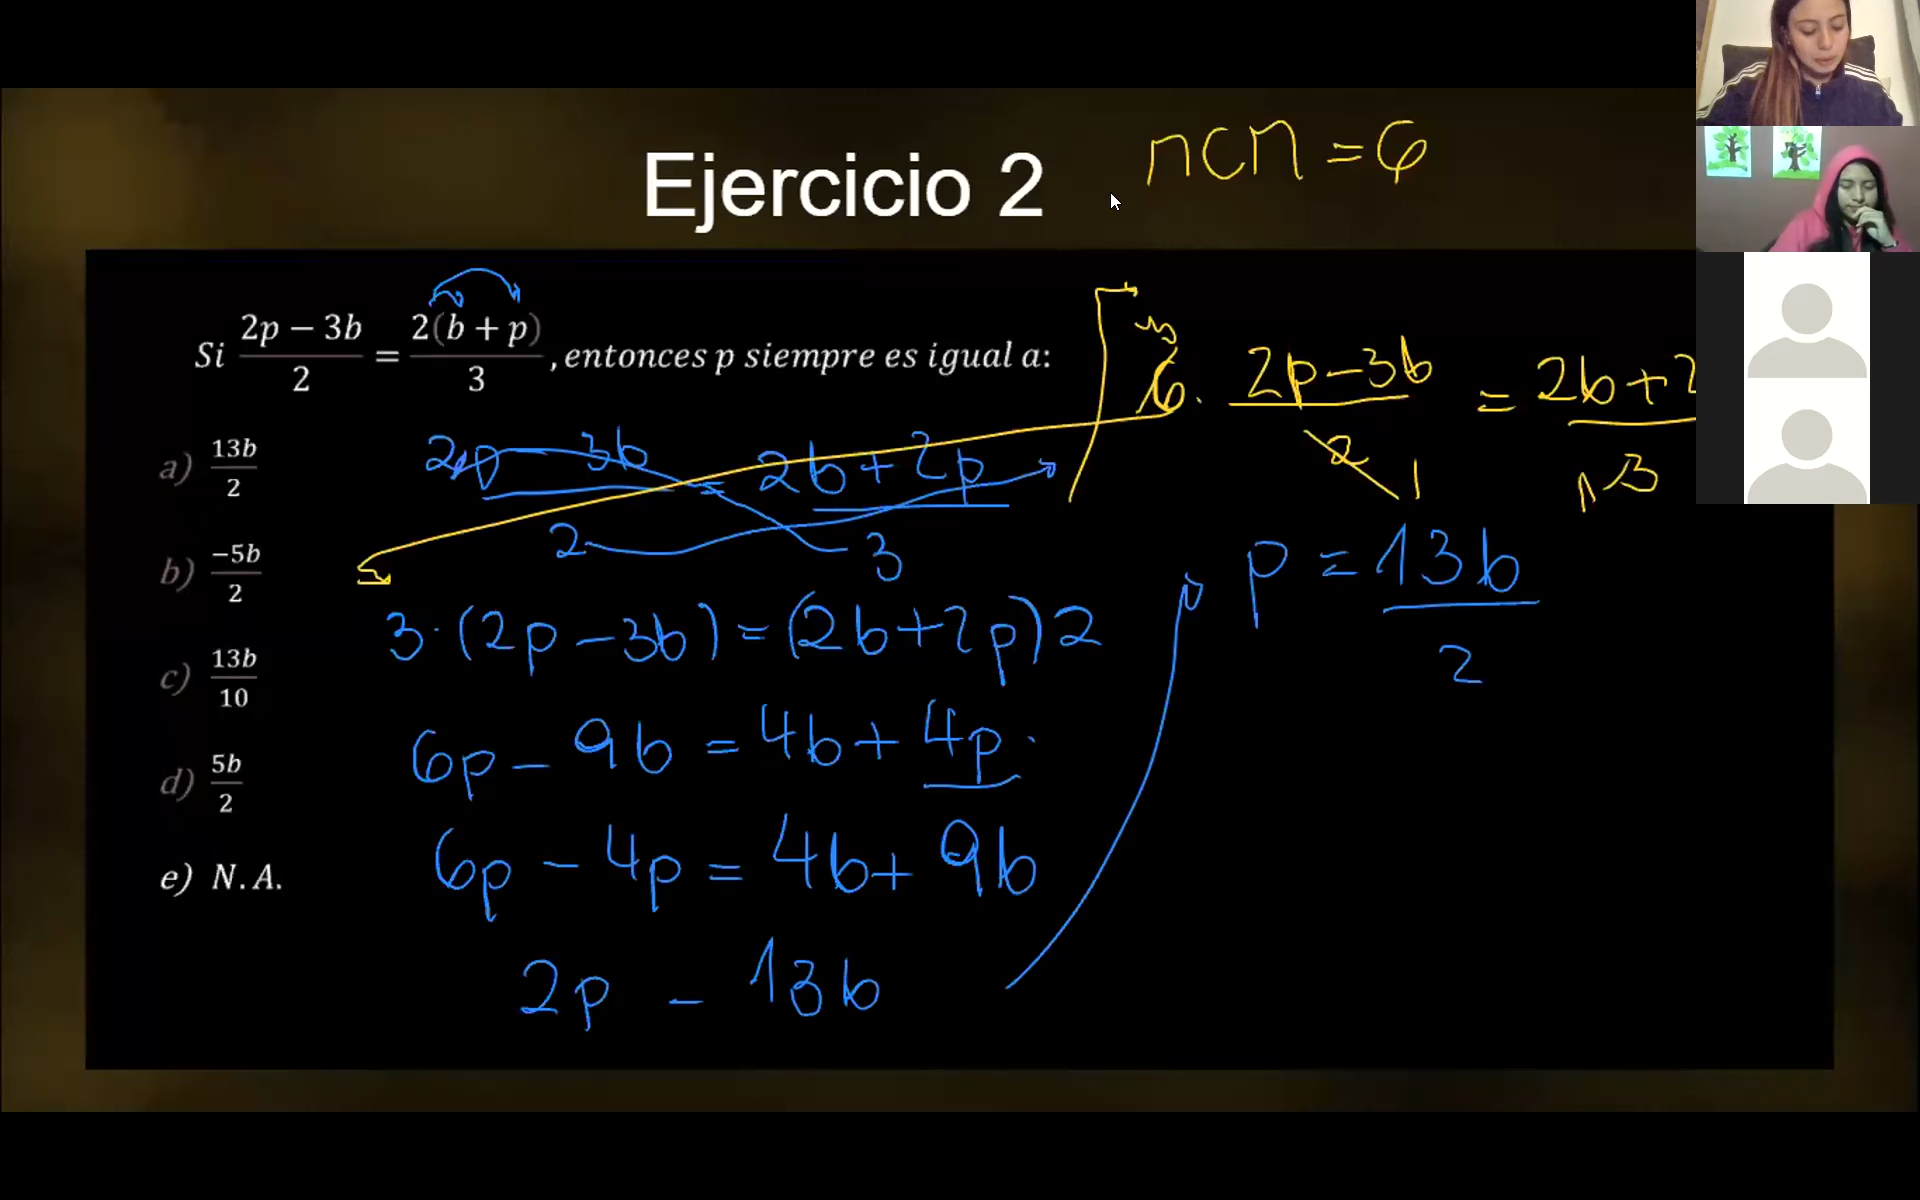 Ejercicio 2
mcm = 6
Si (2p − 3b)/2 = 2(b + p)/3 , entonces p siempre es igual a:
a) 13b/2
b) −5b/2
c) 13b/10
d) 5b/2
e) N.A.
2p 3b / 2 = 2b + 2p / 3
3·(2p − 3b) = (2b + 2p)2
6p − 9b = 4b + 4p
6p − 4p = 4b + 9b
2p − 13b
3
6. 2p − 3b / 2 1 = 2b + 2 / 3
p = 13b / 2